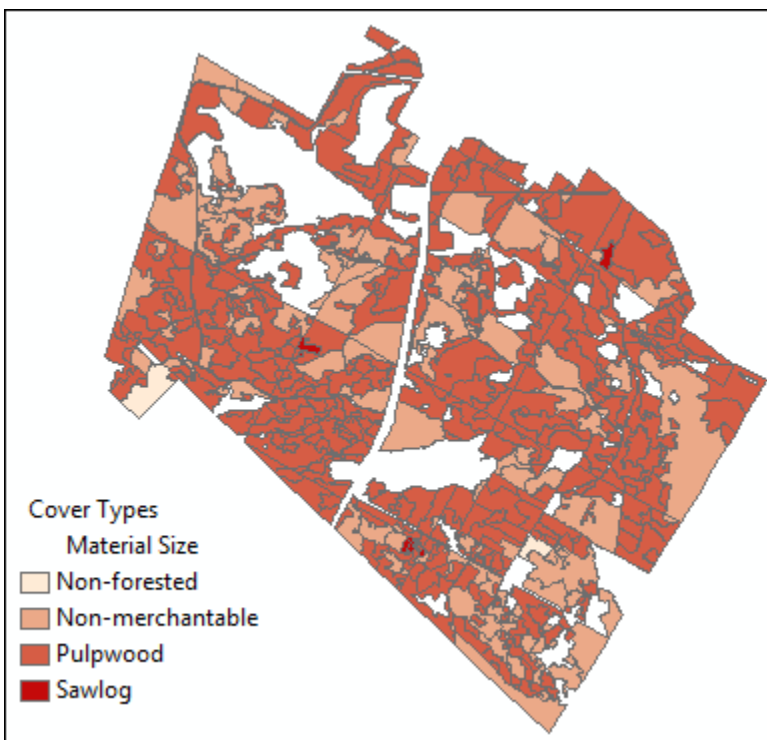 Cover Types
Material Size
Non-forested
Non-merchantable
Pulpwood
Sawlog